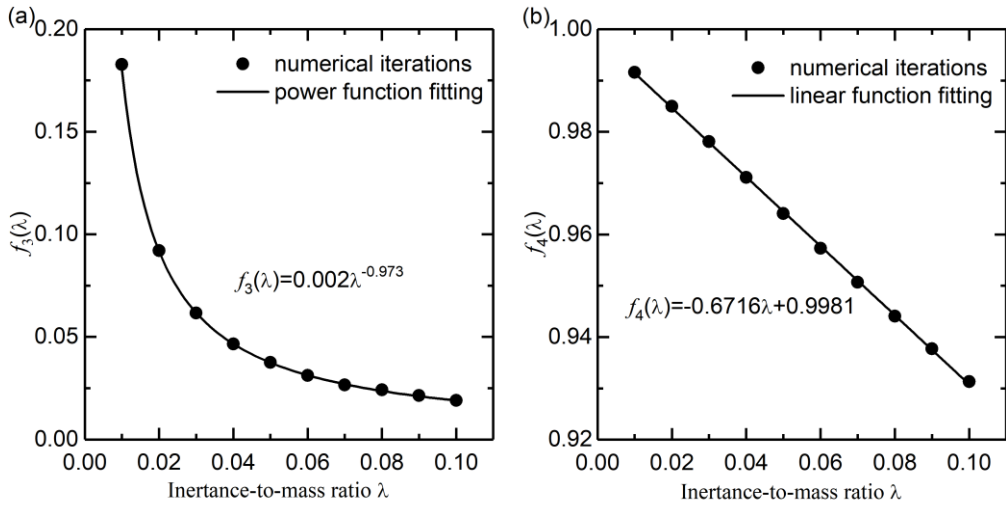 (a)
0.20
0.15
0.10
0.05
0.00
f3(λ)
numerical iterations
power function fitting
f3(λ)=0.002λ^-0.973
0.00 0.02 0.04 0.06 0.08 0.10
Inertance-to-mass ratio λ
(b)
1.00
0.98
0.96
0.94
0.92
f4(λ)
numerical iterations
linear function fitting
f4(λ)=-0.6716λ+0.9981
0.00 0.02 0.04 0.06 0.08 0.10
Inertance-to-mass ratio λ